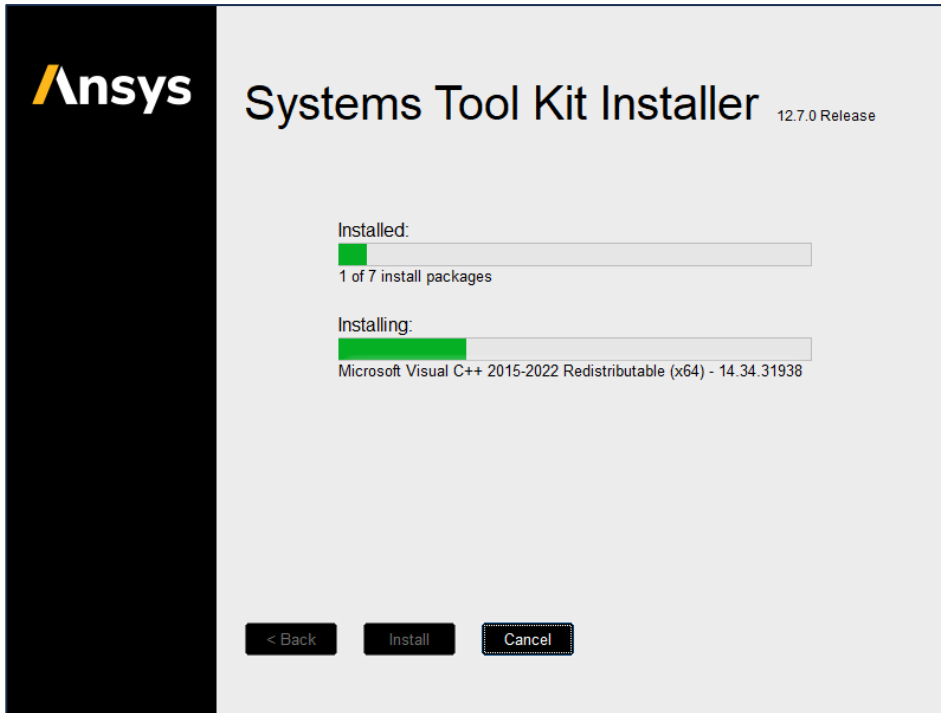 Ansys
Systems Tool Kit Installer 12.7.0 Release
Installed:
1 of 7 install packages
Installing:
Microsoft Visual C++ 2015-2022 Redistributable (x64) - 14.34.31938
< Back Install Cancel